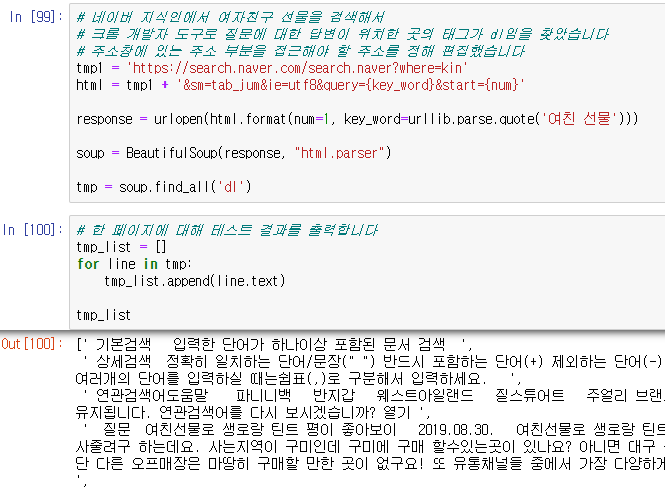 In [99]:
# 네이버 지식인에서 여자친구 선물을 검색해서
# 크롬 개발자 도구로 질문에 대한 답변이 위치한 곳의 태그가 dl임을 찾았습니다
# 주소창에 있는 주소 부분을 접근해야 할 주소를 정해 편집했습니다
tmp1 = 'https://search.naver.com/search.naver?where=kin'
html = tmp1 + '&sm=tab_jum&ie=utf8&query={key_word}&start={num}'
response = urlopen(html.format(num=1, key_word=urllib.parse.quote('여친 선물')))
soup = BeautifulSoup(response, "html.parser")
tmp = soup.find_all('dl')
In [100]:
# 한 페이지에 대해 테스트 결과를 출력합니다
tmp_list = []
for line in tmp:
    tmp_list.append(line.text)
tmp_list
Out[100]:
[' 기본검색   입력한 단어가 하나이상 포함된 문서 검색  ',
' 상세검색  정확히 일치하는 단어/문장(" ") 반드시 포함하는 단어(+) 제외하는 단어(-)
여러개의 단어를 입력하실 때는쉼표(,)로 구분해서 입력하세요.   ',
' 연관검색어도움말    파니니백   반지갑   웨스트아일랜드   질스튜어트   주얼리 브랜
유지됩니다. 연관검색어를 다시 보시겠습니까? 열기 ',
'  질문  여친선물로 생로랑 틴트 평이 좋아보이   2019.08.30.   여친선물로 생로랑 틴트
사줄려구 하는데요. 사는지역이 구미인데 구미에 구매 할수있는곳이 있나요? 아니면 대구
단 다른 오프매장은 마땅히 구매할 만한 곳이 없구요! 또 유통채널들 중에서 가장 다양하게
',